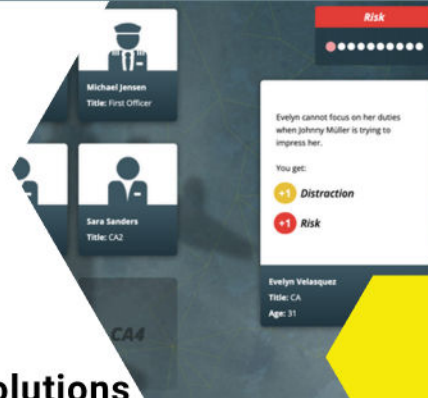 Risk
Michael Jensen
Title: First Officer
Evelyn cannot focus on her duties
when Johnny Müller is trying to
impress her.
You get:
+1 Distraction
+1 Risk
Sara Sanders
Title: CA2
Evelyn Velasquez
Title: CA
Age: 31
CA4
olutions